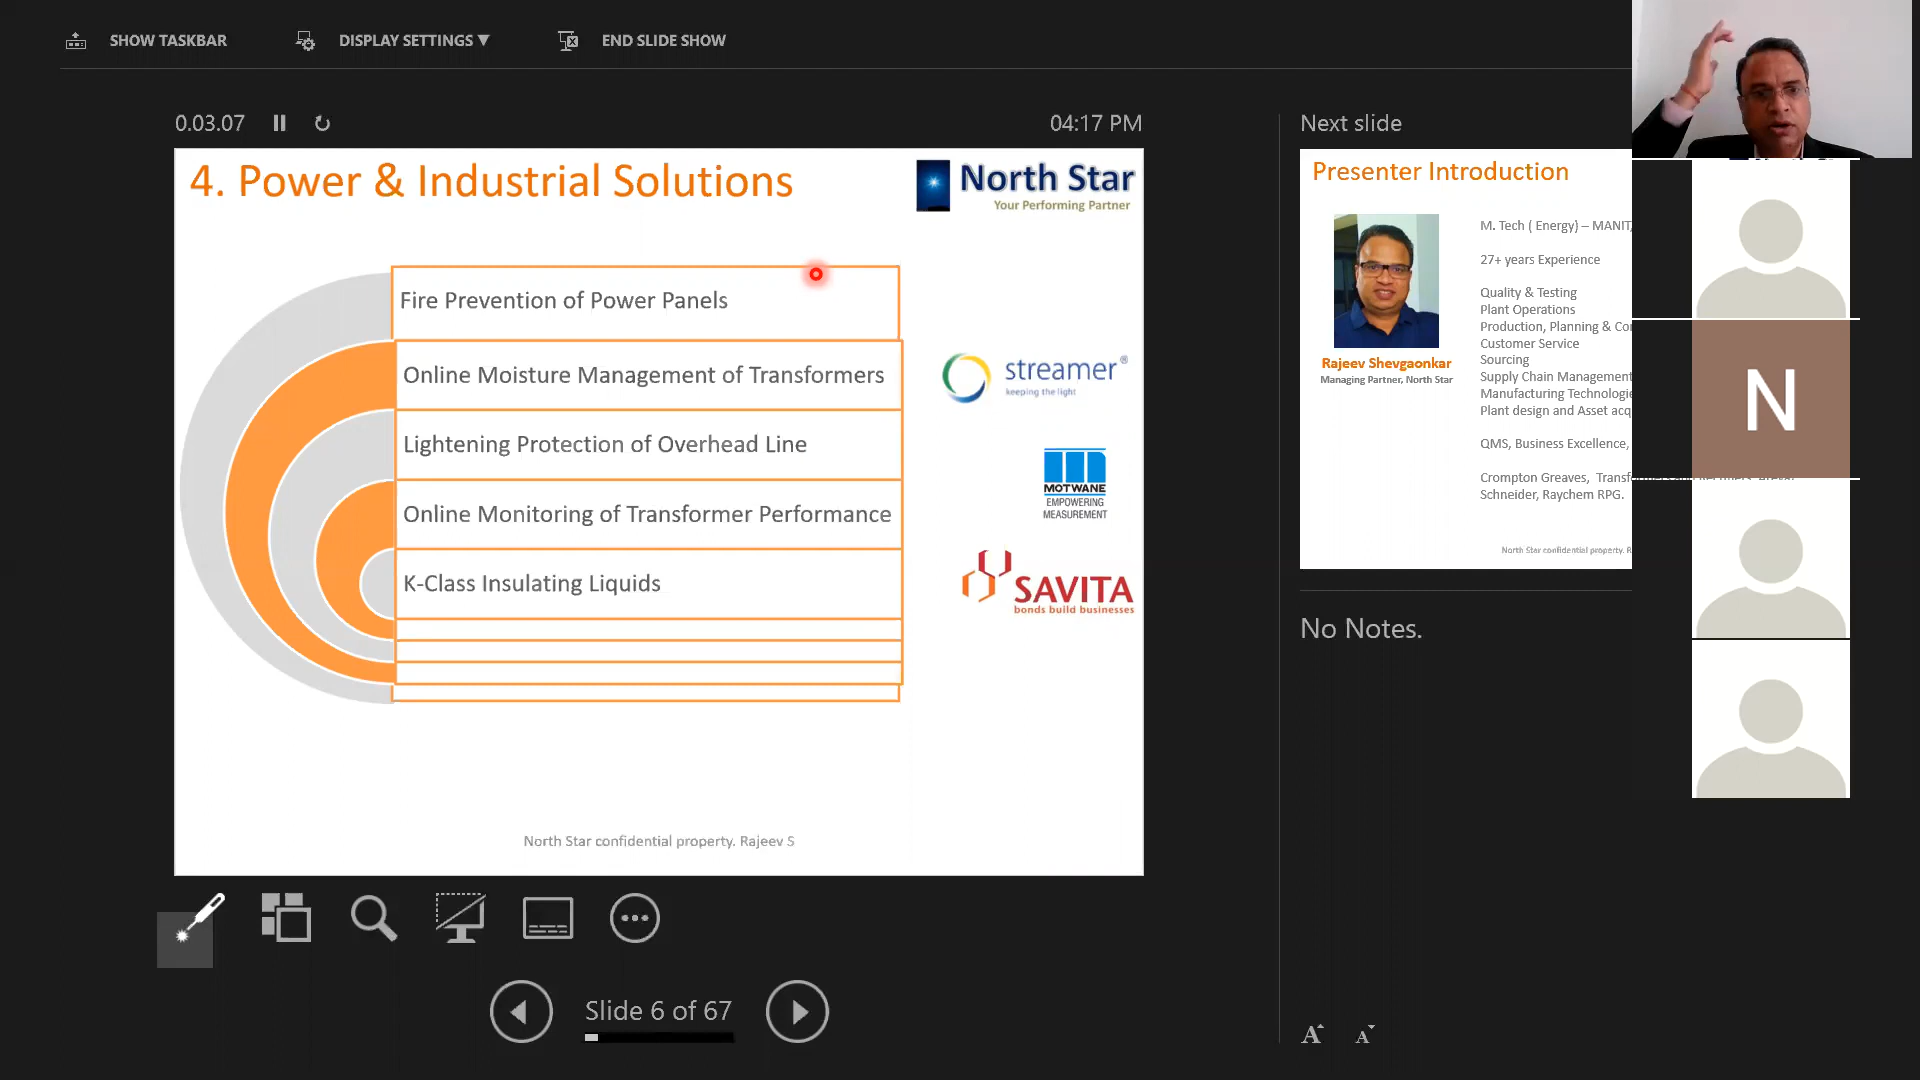 SHOW TASKBAR
DISPLAY SETTINGS ▼
END SLIDE SHOW
0.03.07
04:17 PM
Next slide
4. Power & Industrial Solutions
North Star
Your Performing Partner
Fire Prevention of Power Panels
Online Moisture Management of Transformers
Lightening Protection of Overhead Line
Online Monitoring of Transformer Performance
K-Class Insulating Liquids
streamer®
keeping the light
MOTWANE
EMPOWERING
MEASUREMENT
SAVITA
bonds build businesses
North Star confidential property. Rajeev S
Presenter Introduction
Rajeev Shevgaonkar
Managing Partner, North Star
M. Tech ( Energy) – MANIT,
27+ years Experience
Quality & Testing
Plant Operations
Production, Planning & Co
Customer Service
Sourcing
Supply Chain Management
Manufacturing Technologie
Plant design and Asset acq
QMS, Business Excellence,
Crompton Greaves, Transf
Schneider, Raychem RPG.
North Star confidential property. R
N
No Notes.
Slide 6 of 67
A
A